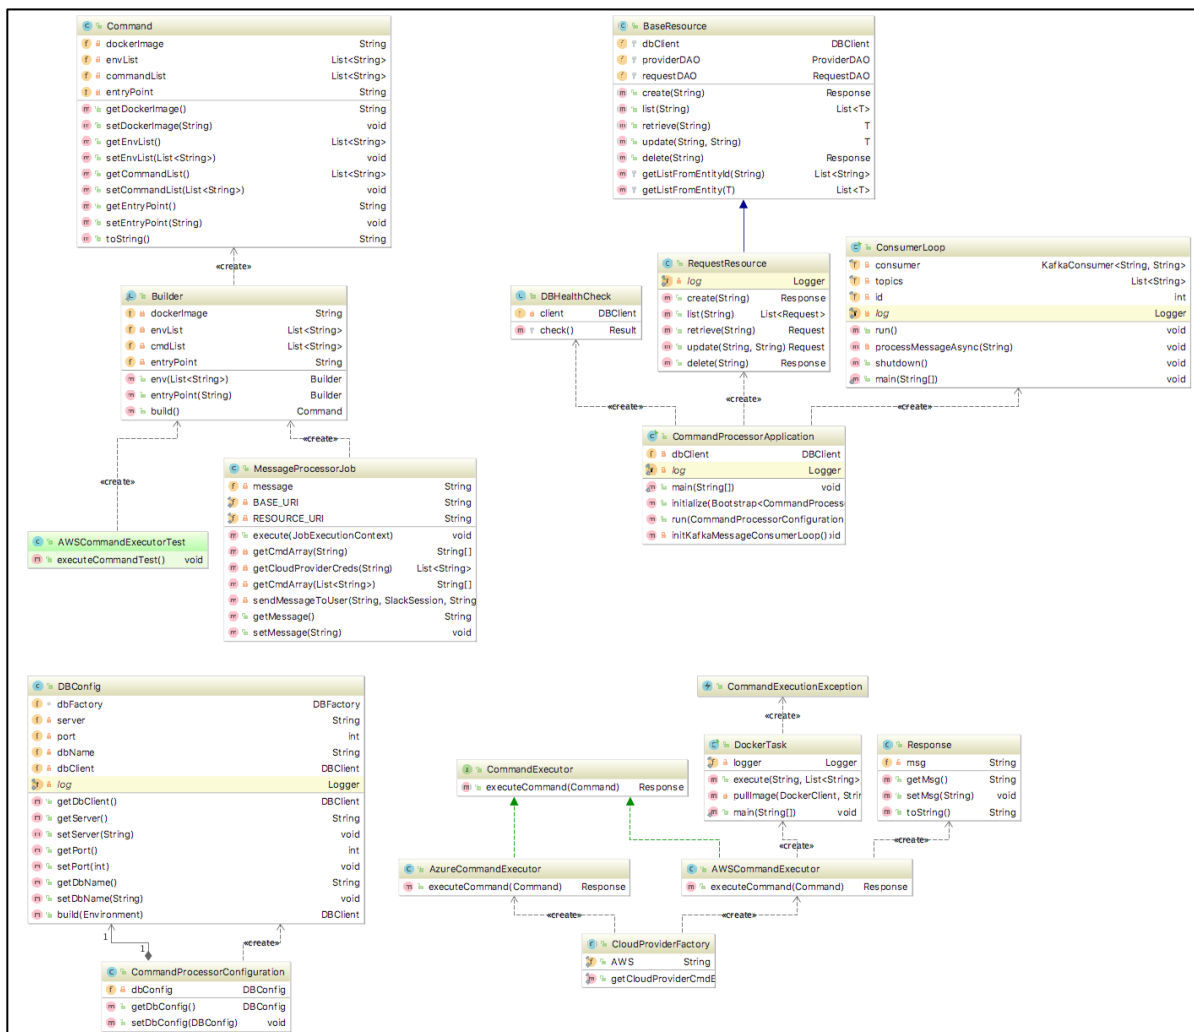 Command
dockerImage String
envList List<String>
commandList List<String>
entryPoint String
getDockerImage() String
setDockerImage(String) void
getEnvList() List<String>
setEnvList(List<String>) void
getCommandList() List<String>
setCommandList(List<String>) void
getEntryPoint() String
setEntryPoint(String) void
toString() String
«create»
Builder
dockerImage String
envList List<String>
cmdList List<String>
entryPoint String
env(List<String>) Builder
entryPoint(String) Builder
build() Command
«create»
«create»
MessageProcessorJob
message String
BASE_URI String
RESOURCE_URI String
execute(JobExecutionContext) void
getCmdArray(String) String[]
getCloudProviderCreds(String) List<String>
getCmdArray(List<String>) String[]
sendMessageToUser(String, SlackSession, String
getMessage() String
setMessage(String) void
AWSCommandExecutorTest
executeCommandTest() void
BaseResource
dbClient DBClient
providerDAO ProviderDAO
requestDAO RequestDAO
create(String) Response
list(String) List<T>
retrieve(String) T
update(String, String) T
delete(String) Response
getListFromEntityId(String) List<String>
getListFromEntity(T) List<T>
RequestResource
log Logger
create(String) Response
list(String) List<Request>
retrieve(String) Request
update(String, String) Request
delete(String) Response
DBHealthCheck
client DBClient
check() Result
ConsumerLoop
consumer KafkaConsumer<String, String>
topics List<String>
id int
log Logger
run() void
processMessageAsync(String) void
shutdown() void
main(String[]) void
«create»
«create»
«create»
CommandProcessorApplication
dbClient DBClient
log Logger
main(String[]) void
initialize(Bootstrap<CommandProces
run(CommandProcessorConfiguration
initKafkaMessageConsumerLoop() id
DBConfig
dbFactory DBFactory
server String
port int
dbName String
dbClient DBClient
log Logger
getDbClient() DBClient
getServer() String
setServer(String) void
getPort() int
setPort(int) void
getDbName() String
setDbName(String) void
build(Environment) DBClient
1
1
«create»
CommandProcessorConfiguration
dbConfig DBConfig
getDbConfig() DBConfig
setDbConfig(DBConfig) void
CommandExecutionException
«create»
DockerTask
logger Logger
execute(String, List<String>
pullImage(DockerClient, Strin
main(String[]) void
Response
msg String
getMsg() String
setMsg(String) void
toString() String
CommandExecutor
executeCommand(Command) Response
«create»
«create»
AzureCommandExecutor
executeCommand(Command) Response
AWSCommandExecutor
executeCommand(Command) Response
«create»
«create»
CloudProviderFactory
AWS String
getCloudProviderCmdE